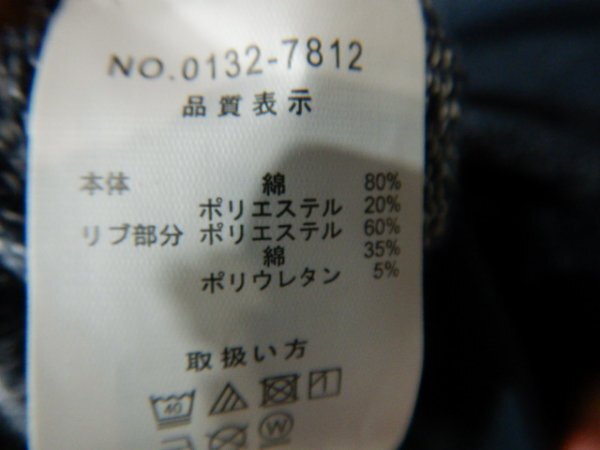 NO.0132-7812
品質表示
本体 綿 80%
ポリエステル 20%
リブ部分 ポリエステル 60%
綿 35%
ポリウレタン 5%
取扱い方
40
W